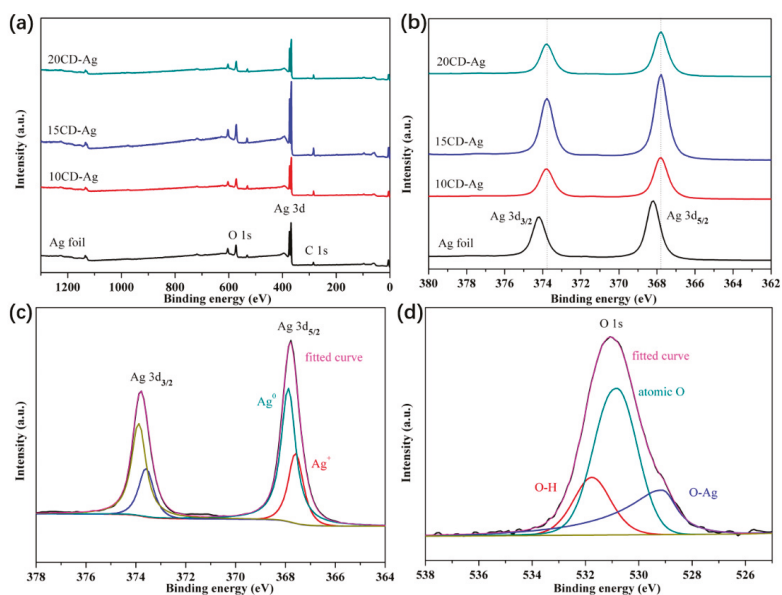 (a)
20CD-Ag
15CD-Ag
10CD-Ag
Ag 3d
Ag foil
O 1s
C 1s
Intensity (a.u.)
1200 1000 800 600 400 200 0
Binding energy (eV)
(b)
20CD-Ag
15CD-Ag
10CD-Ag
Ag 3d3/2
Ag 3d5/2
Ag foil
Intensity (a.u.)
380 378 376 374 372 370 368 366 364 362
Binding energy (eV)
(c)
Ag 3d5/2
fitted curve
Ag 3d3/2
Ag0
Ag+
Intensity (a.u.)
378 376 374 372 370 368 366 364
Binding energy (eV)
(d)
O 1s
fitted curve
atomic O
O-H
O-Ag
Intensity (a.u.)
538 536 534 532 530 528 526
Binding energy (eV)